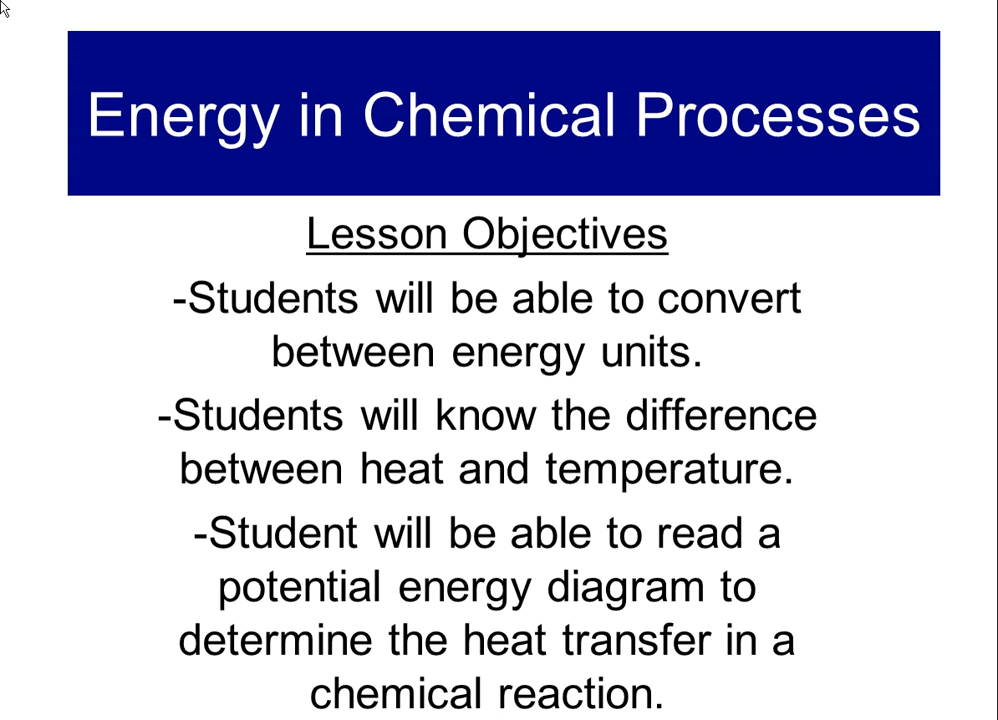 Energy in Chemical Processes
Lesson Objectives
-Students will be able to convert
between energy units.
-Students will know the difference
between heat and temperature.
-Student will be able to read a
potential energy diagram to
determine the heat transfer in a
chemical reaction.